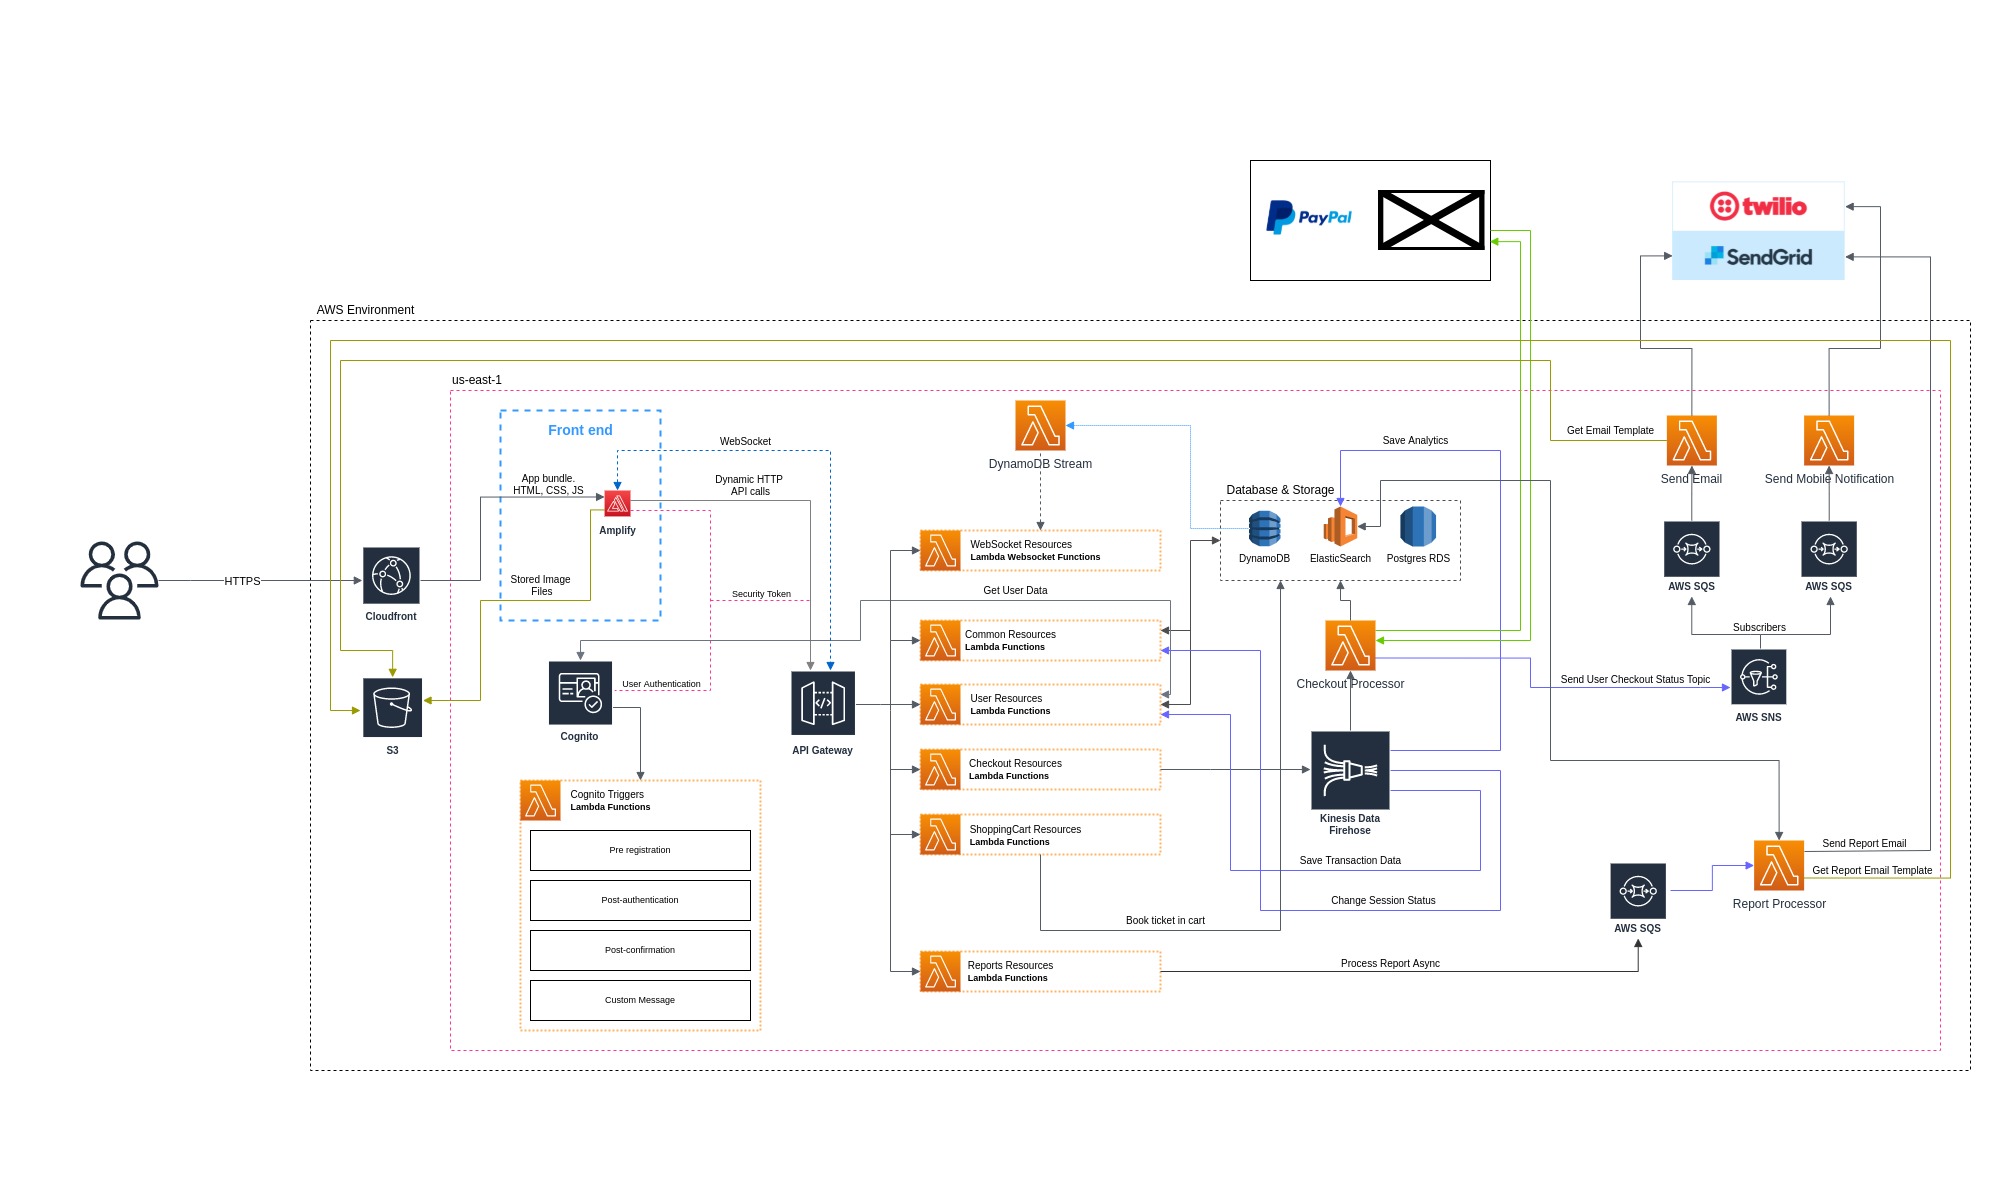 PayPal
twilio
SendGrid
AWS Environment
us-east-1
Front end
WebSocket
App bundle.
HTML, CSS, JS
Dynamic HTTP
API calls
Amplify
HTTPS
Cloudfront
Stored Image
Files
Security Token
User Authentication
S3
Cognito
API Gateway
Cognito Triggers
Lambda Functions
Pre registration
Post-authentication
Post-confirmation
Custom Message
DynamoDB Stream
WebSocket Resources
Lambda Websocket Functions
Get User Data
Common Resources
Lambda Functions
User Resources
Lambda Functions
Checkout Resources
Lambda Functions
ShoppingCart Resources
Lambda Functions
Book ticket in cart
Reports Resources
Lambda Functions
Save Analytics
Database & Storage
DynamoDB
ElasticSearch
Postgres RDS
Checkout Processor
Kinesis Data
Firehose
Save Transaction Data
Change Session Status
Process Report Async
Get Email Template
Send Email
Send Mobile Notification
AWS SQS
AWS SQS
Subscribers
Send User Checkout Status Topic
AWS SNS
Send Report Email
Get Report Email Template
Report Processor
AWS SQS